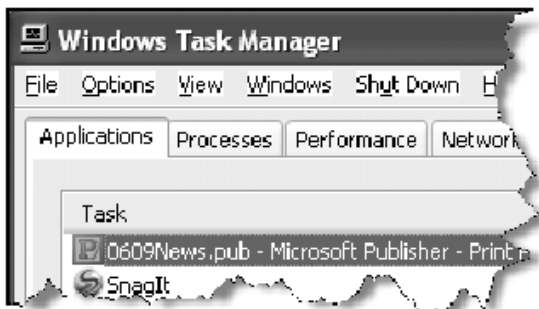 Windows Task Manager
File Options View Windows Shut Down H
Applications Processes Performance Network
Task
0609News.pub - Microsoft Publisher - Print
SnagIt